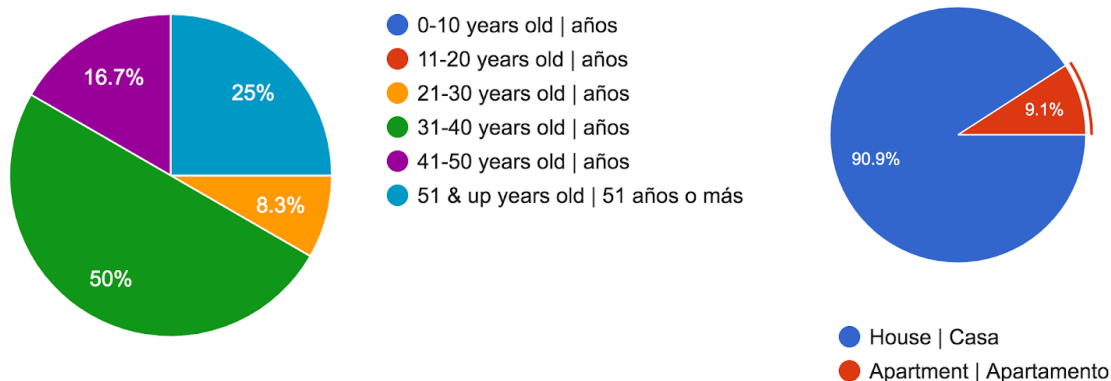 16.7%
25%
8.3%
50%
0-10 years old | años
11-20 years old | años
21-30 years old | años
31-40 years old | años
41-50 years old | años
51 & up years old | 51 años o más
9.1%
90.9%
House | Casa
Apartment | Apartamento